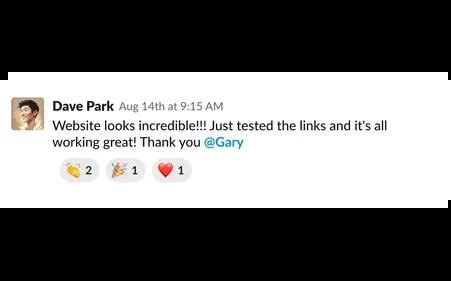 Dave Park Aug 14th at 9:15 AM
Website looks incredible!!! Just tested the links and it's all
working great! Thank you @Gary
2 1 1